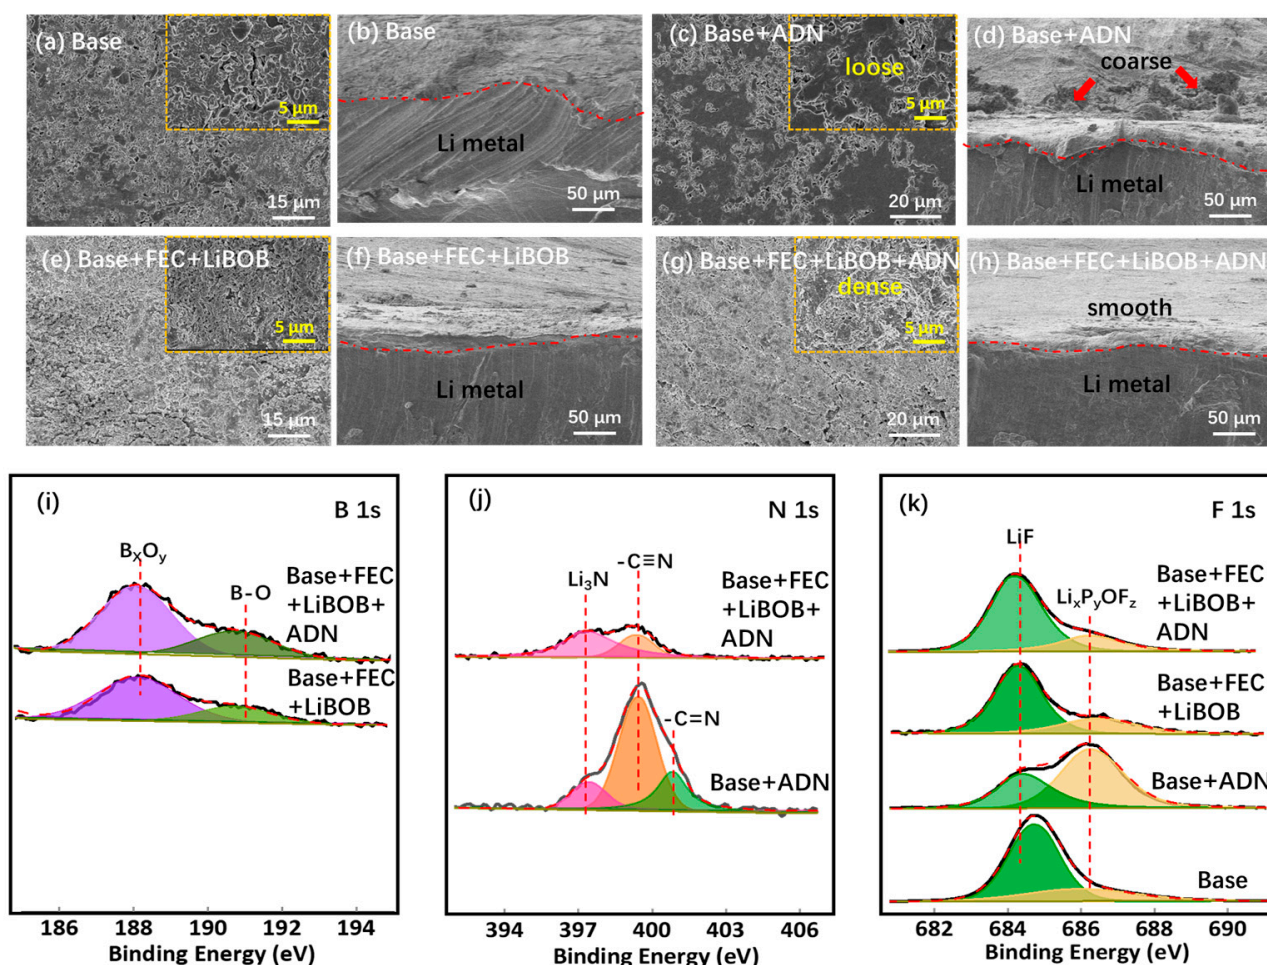 (a) Base
5 μm
15 μm
(b) Base
Li metal
50 μm
(c) Base+ADN
loose
5 μm
20 μm
(d) Base+ADN
coarse
Li metal
50 μm
(e) Base+FEC+LiBOB
5 μm
15 μm
(f) Base+FEC+LiBOB
Li metal
50 μm
(g) Base+FEC+LiBOB+ADN
dense
5 μm
20 μm
(h) Base+FEC+LiBOB+ADN
smooth
Li metal
50 μm
(i)
B 1s
BₓOᵧ
B-O
Base+FEC
+LiBOB+
ADN
Base+FEC
+LiBOB
186 188 190 192 194
Binding Energy (eV)
(j)
N 1s
Li₃N
-C≡N
Base+FEC
+LiBOB+
ADN
-C=N
Base+ADN
394 397 400 403 406
Binding Energy (eV)
(k)
F 1s
LiF
LiₓPᵧOF_z
Base+FEC
+LiBOB+
ADN
Base+FEC
+LiBOB
Base+ADN
Base
682 684 686 688 690
Binding Energy (eV)